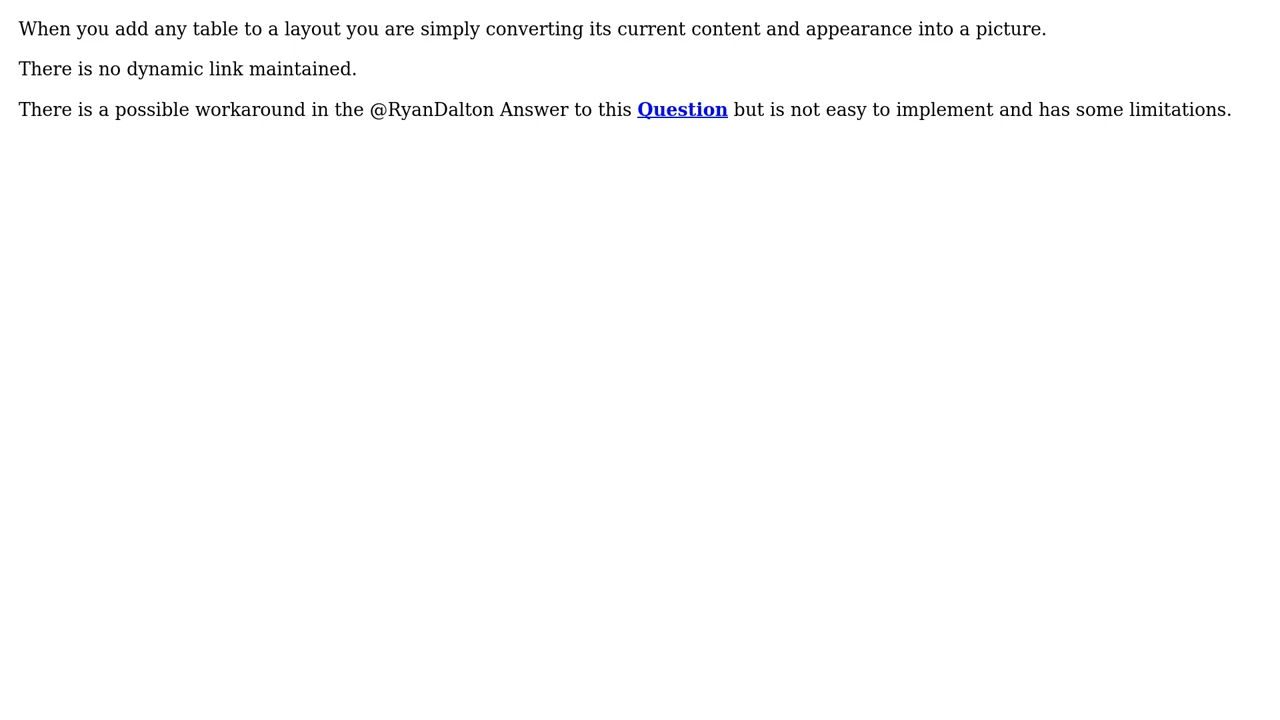 When you add any table to a layout you are simply converting its current content and appearance into a picture.
There is no dynamic link maintained.
There is a possible workaround in the @RyanDalton Answer to this Question but is not easy to implement and has some limitations.